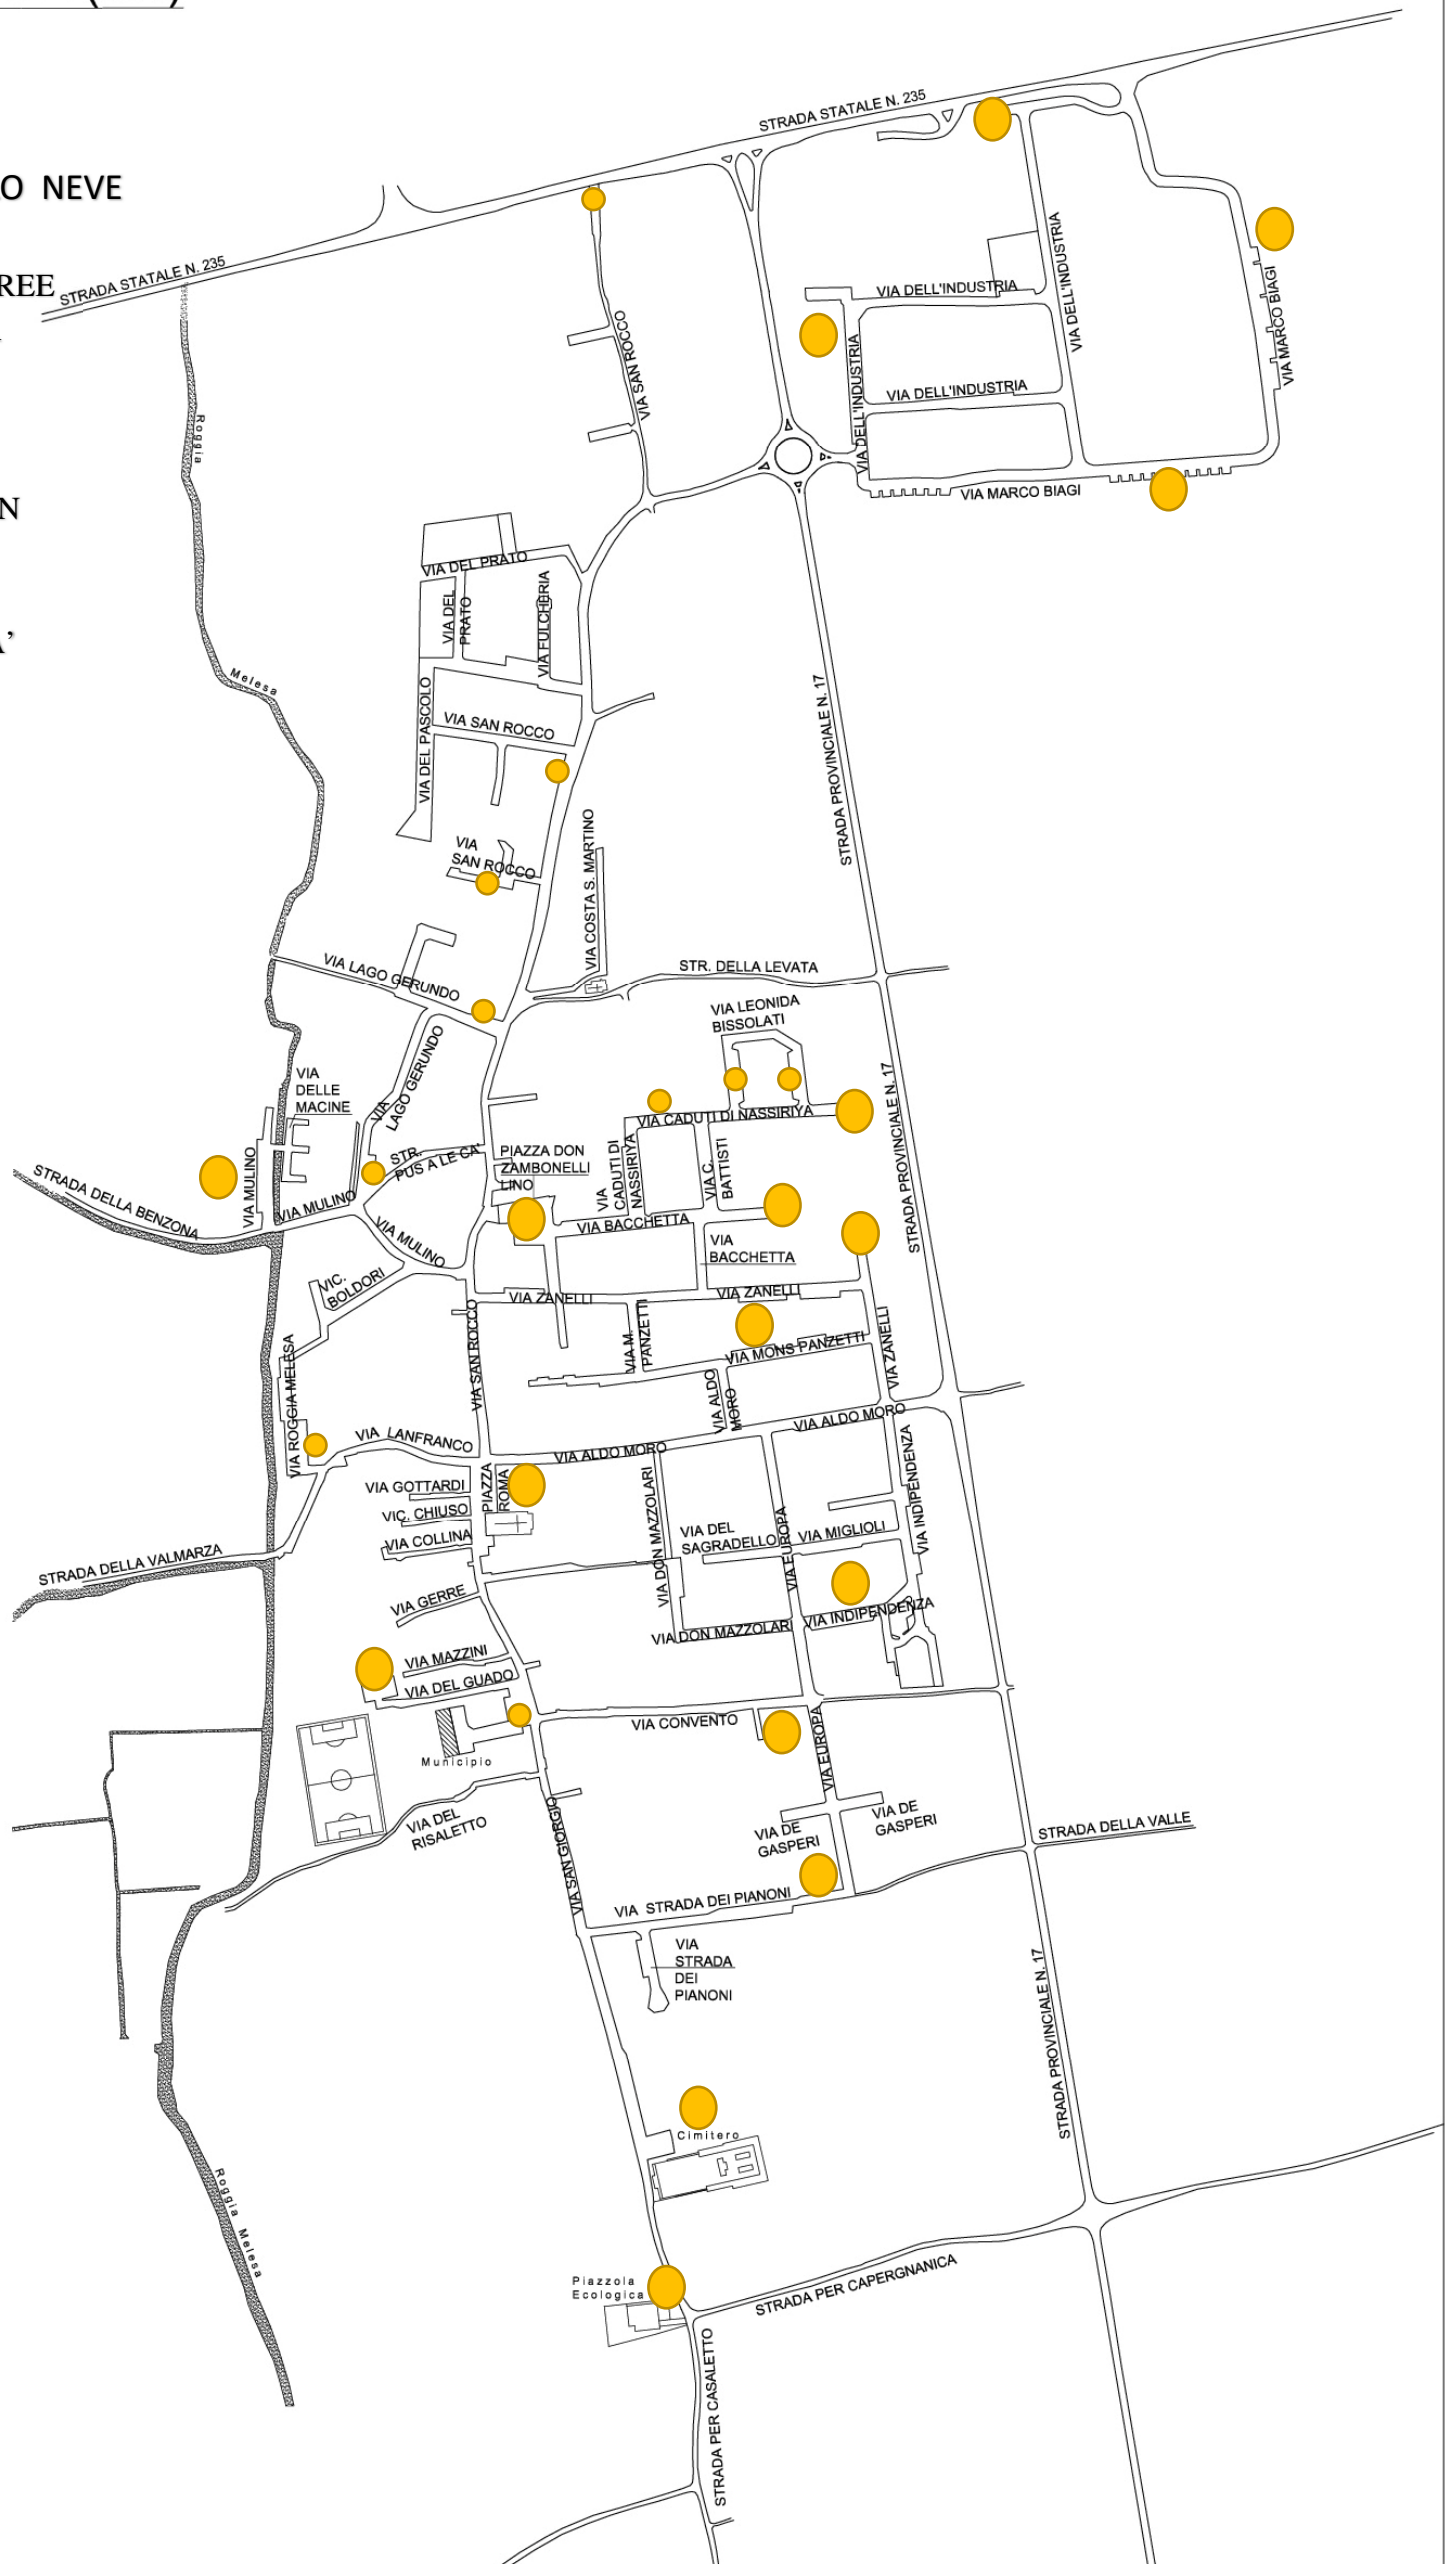 O NEVE
REE
N
A'
STRADA STATALE N. 235
STRADA STATALE N. 235
VIA MARCO BIAGI
VIA DELL'INDUSTRIA
VIA DELL'INDUSTRIA
VIA DELL'INDUSTRIA
VIA DELL'INDUSTRIA
VIA MARCO BIAGI
VIA SAN ROCCO
Roggia
Melesa
VIA DEL PRATO
VIA DEL
PRATO
VIA FULCHERIA
VIA DEL PASCOLO
VIA SAN ROCCO
STRADA PROVINCIALE N. 17
VIA
SAN ROCCO
VIA COSTA S. MARTINO
VIA LAGO GERUNDO
STR. DELLA LEVATA
VIA LEONIDA
BISSOLATI
VIA
LAGO GERUNDO
VIA
DELLE
MACINE
VIA CADUTI DI NASSIRIYA
STRADA PROVINCIALE N. 17
STR.
PUS A LE CA'
PIAZZA DON
ZAMBONELLI
LINO
VIA
CADUTI DI
NASSIRIYA
VIA C.
BATTISTI
STRADA DELLA BENZONA
VIA MULINO
VIA MULINO
VIA MULINO
VIA BACCHETTA
VIA
BACCHETTA
VIC.
BOLDORI
VIA ZANELLI
VIA ZANELLI
VIA ZANELLI
VIA SAN ROCCO
VIA M.
PANZETTI
VIA MONS PANZETTI
VIA ROGGIA MELESA
VIA ALDO
MORO
VIA ALDO MORO
VIA LANFRANCO
VIA ALDO MORO
VIA GOTTARDI
PIAZZA
ROMA
VIC. CHIUSO
VIA COLLINA
VIA DON MAZZOLARI
VIA DEL
SAGRADELLO
VIA EUROPA
VIA MIGLIOLI
VIA INDIPENDENZA
STRADA DELLA VALMARZA
VIA GERRE
VIA INDIPENDENZA
VIA DON MAZZOLARI
VIA MAZZINI
VIA DEL GUADO
VIA CONVENTO
Municipio
VIA EUROPA
VIA DEL
RISALETTO
VIA SAN GIORGIO
VIA DE
GASPERI
VIA DE
GASPERI
STRADA DELLA VALLE
VIA STRADA DEI PIANONI
VIA
STRADA
DEI
PIANONI
STRADA PROVINCIALE N. 17
Cimitero
Roggia Melesa
Piazzola
Ecologica
STRADA PER CAPERGNANICA
STRADA PER CASALETTO